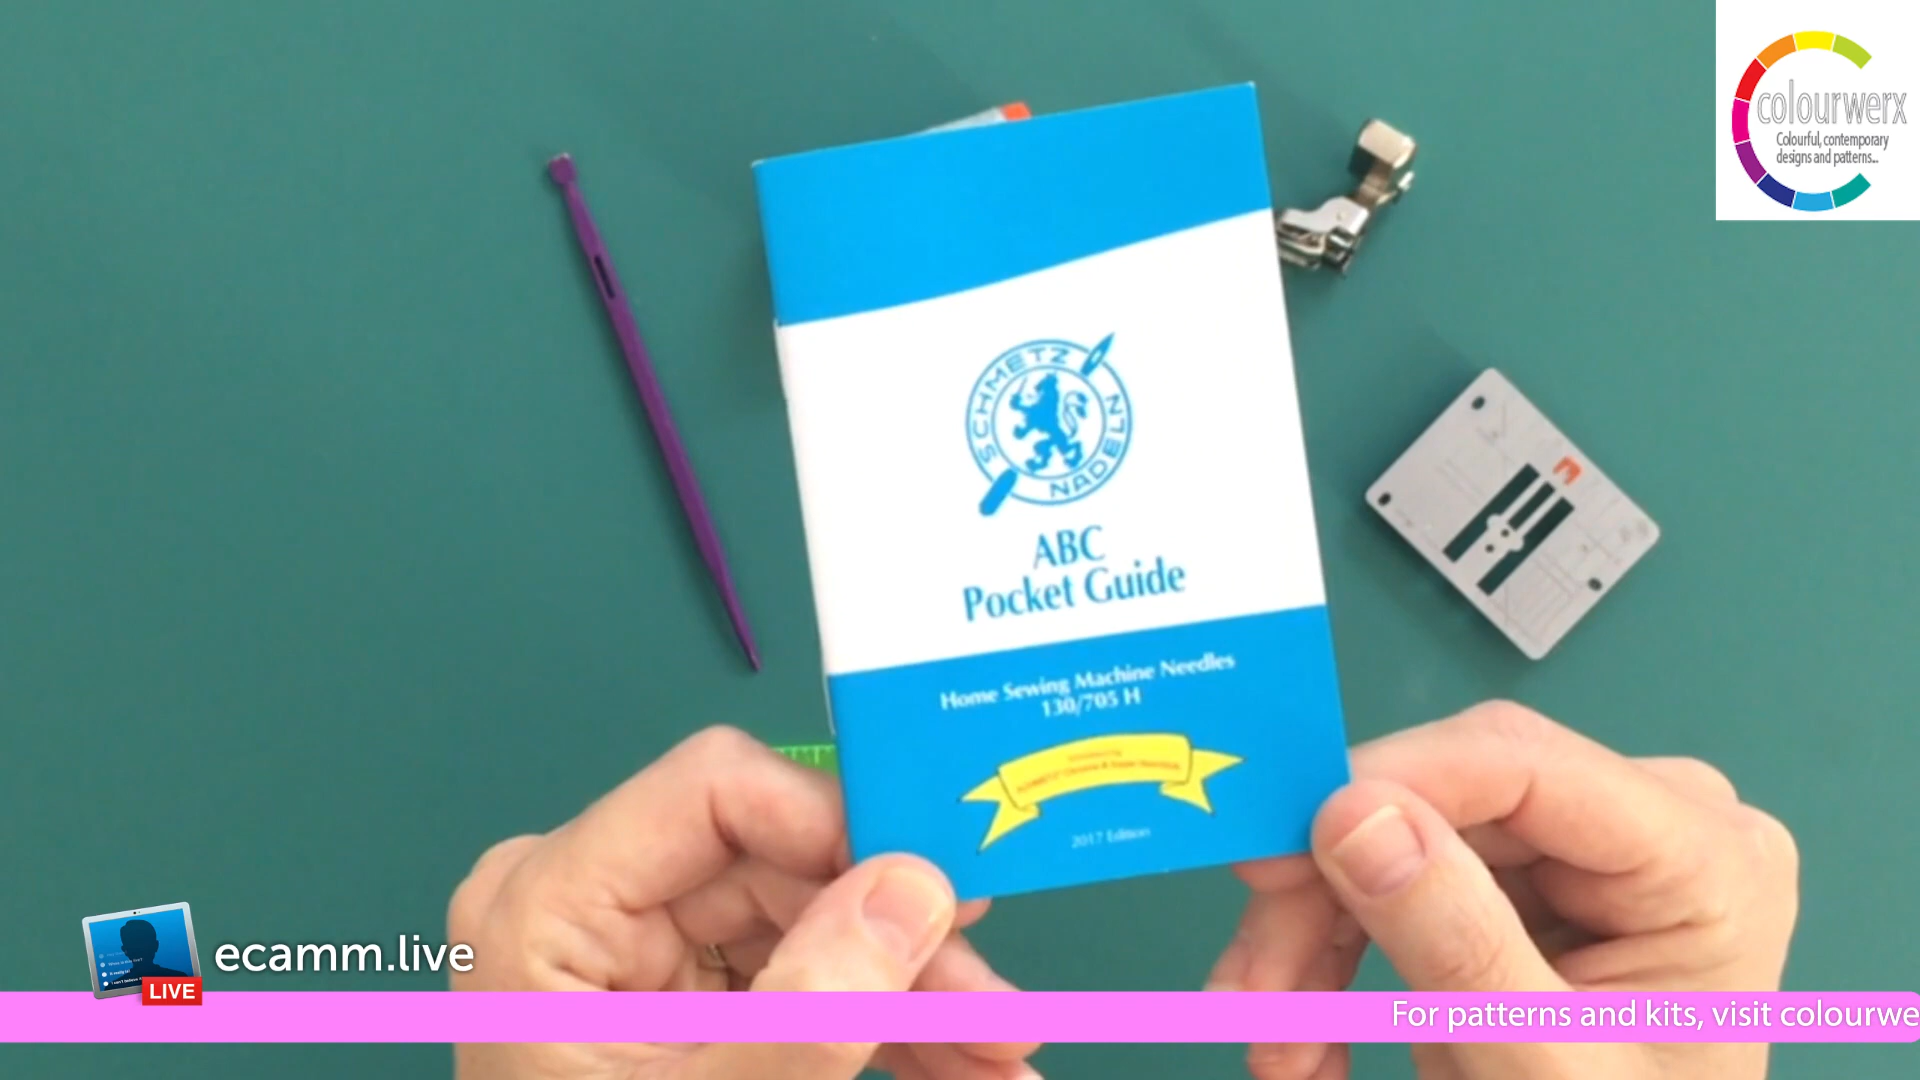 colourwerx
Colourful, contemporary
designs and patterns...
SCHMETZ NADELN
ABC
Pocket Guide
Home Sewing Machine Needles
130/705 H
2017 Edition
ecamm.live
LIVE
For patterns and kits, visit colourwe